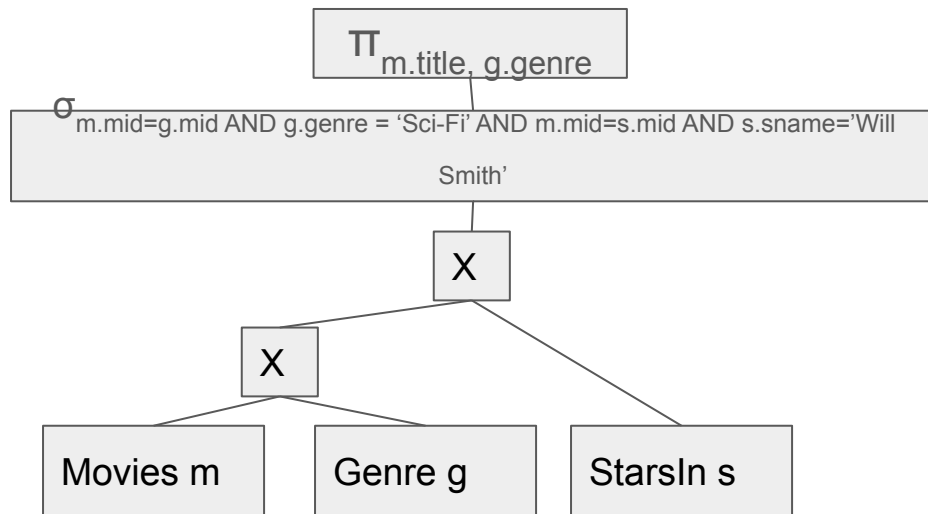 π m.title, g.genre
σ m.mid=g.mid AND g.genre = ‘Sci-Fi’ AND m.mid=s.mid AND s.sname=’Will
Smith’
X
X
Movies m
Genre g
StarsIn s